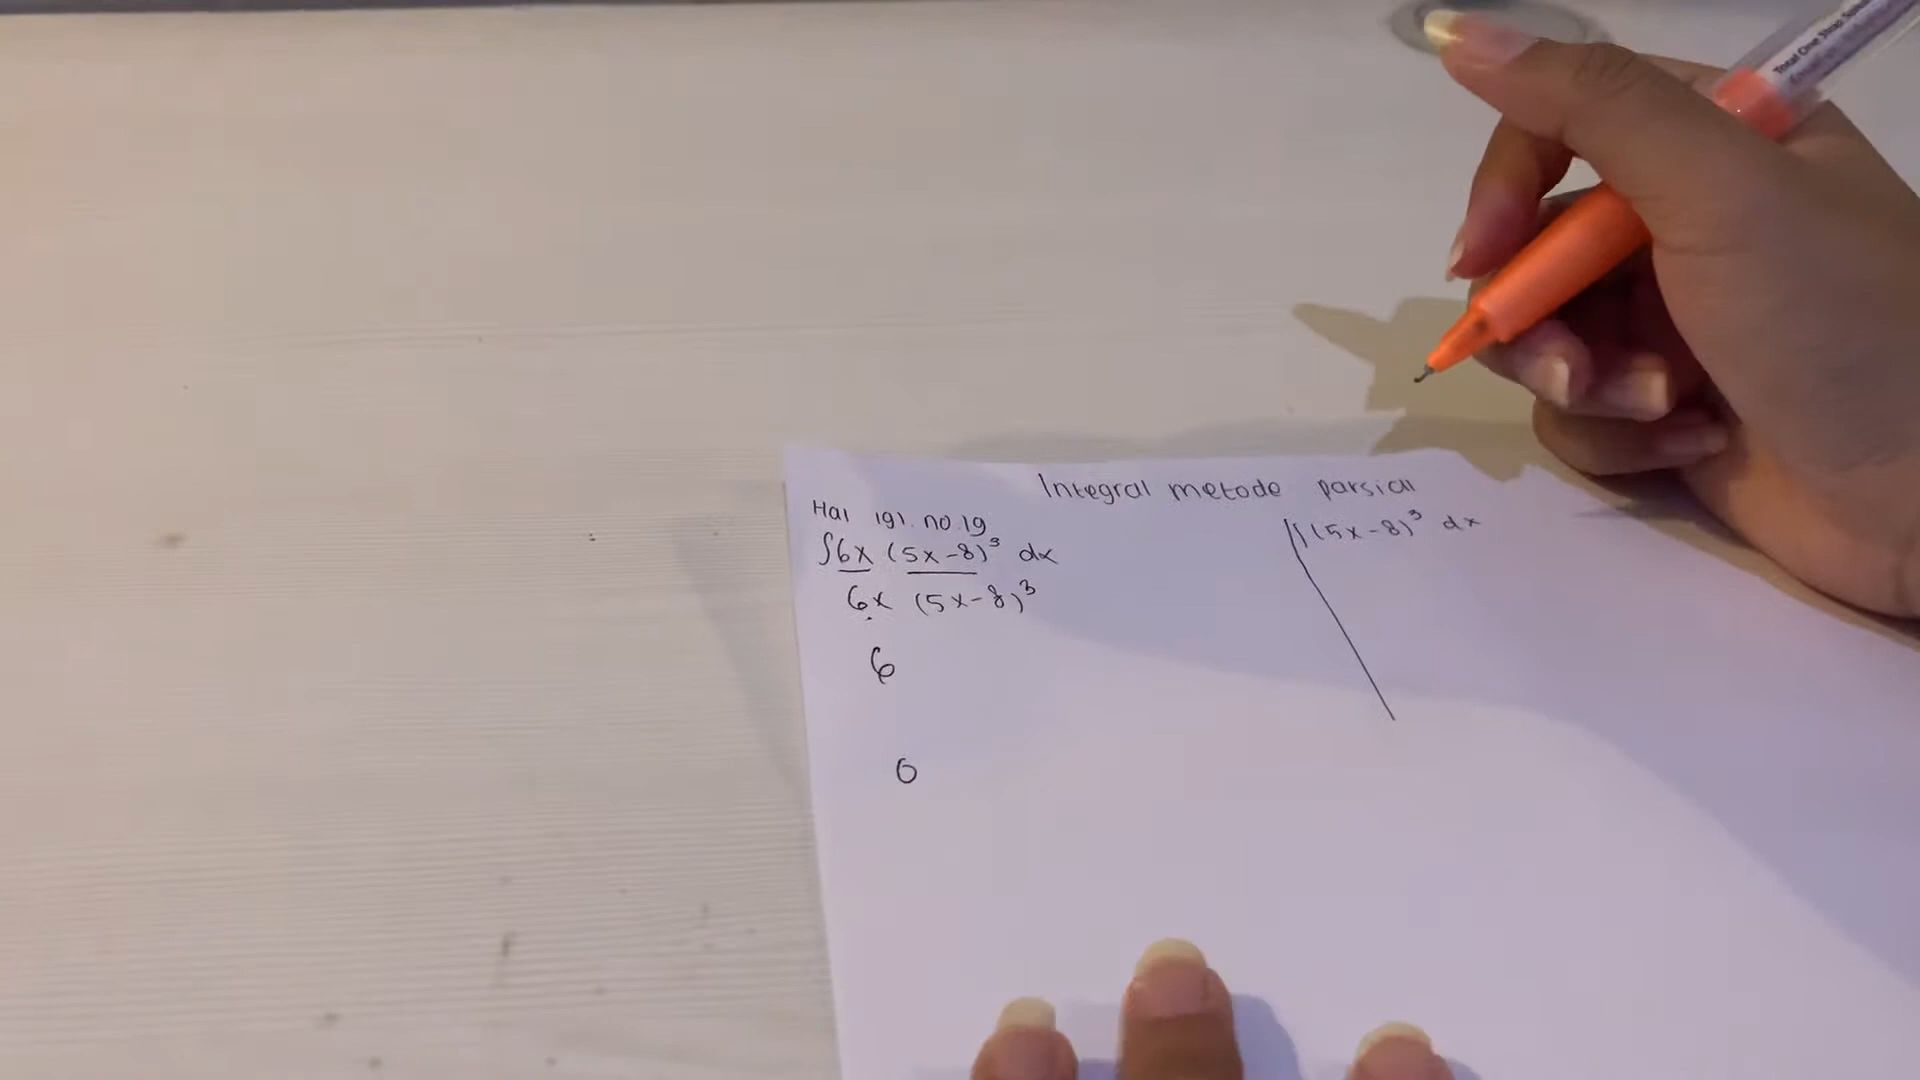 Integral metode parsial
Hal 191. no.19
∫6x (5x-8)³ dx
6x (5x-8)³
6
0
∫(5x-8)³ dx